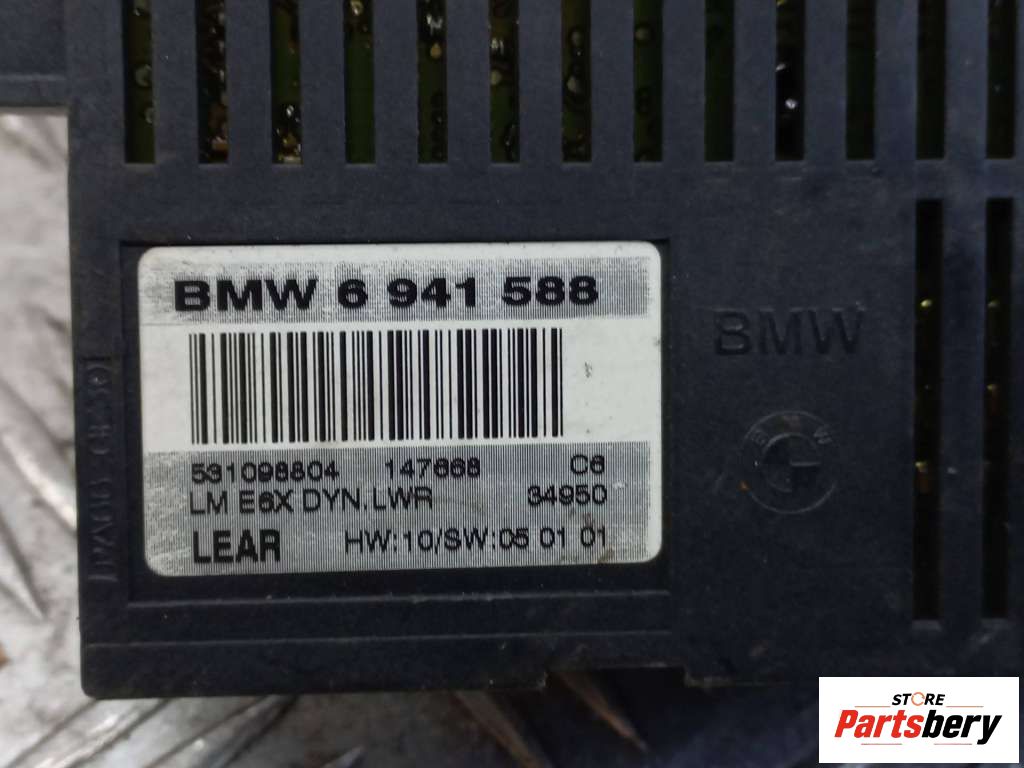 BMW 6 941 588
531098804 147668 C6
LM E6X DYN.LWR 34950
LEAR HW:10/SW:05 01 01
BMW
B M W
STORE
Partsbery